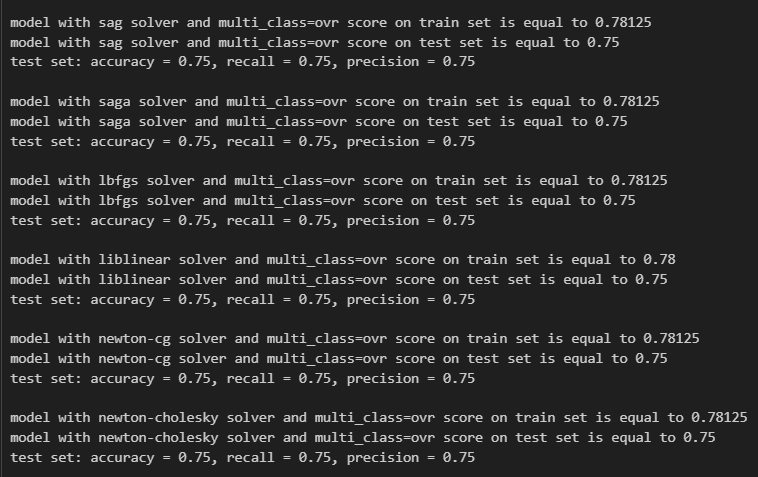 model with sag solver and multi_class=ovr score on train set is equal to 0.78125
model with sag solver and multi_class=ovr score on test set is equal to 0.75
test set: accuracy = 0.75, recall = 0.75, precision = 0.75
model with saga solver and multi_class=ovr score on train set is equal to 0.78125
model with saga solver and multi_class=ovr score on test set is equal to 0.75
test set: accuracy = 0.75, recall = 0.75, precision = 0.75
model with lbfgs solver and multi_class=ovr score on train set is equal to 0.78125
model with lbfgs solver and multi_class=ovr score on test set is equal to 0.75
test set: accuracy = 0.75, recall = 0.75, precision = 0.75
model with liblinear solver and multi_class=ovr score on train set is equal to 0.78
model with liblinear solver and multi_class=ovr score on test set is equal to 0.75
test set: accuracy = 0.75, recall = 0.75, precision = 0.75
model with newton-cg solver and multi_class=ovr score on train set is equal to 0.78125
model with newton-cg solver and multi_class=ovr score on test set is equal to 0.75
test set: accuracy = 0.75, recall = 0.75, precision = 0.75
model with newton-cholesky solver and multi_class=ovr score on train set is equal to 0.78125
model with newton-cholesky solver and multi_class=ovr score on test set is equal to 0.75
test set: accuracy = 0.75, recall = 0.75, precision = 0.75